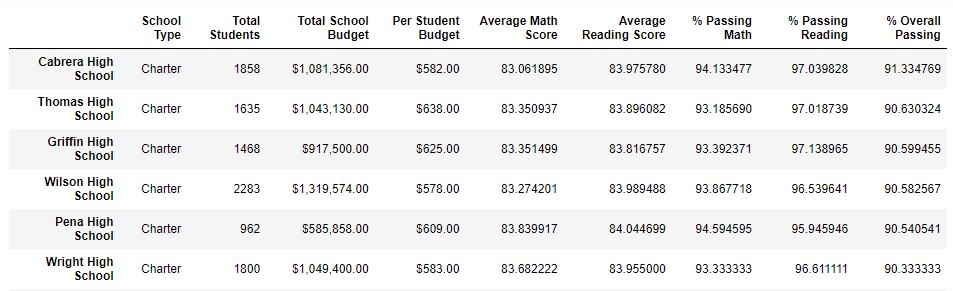 School Type Total Students Total School Budget Per Student Budget Average Math Score Average Reading Score % Passing Math % Passing Reading % Overall Passing
Cabrera High School Charter 1858 $1,081,356.00 $582.00 83.061895 83.975780 94.133477 97.039828 91.334769
Thomas High School Charter 1635 $1,043,130.00 $638.00 83.350937 83.896082 93.185690 97.018739 90.630324
Griffin High School Charter 1468 $917,500.00 $625.00 83.351499 83.816757 93.392371 97.138965 90.599455
Wilson High School Charter 2283 $1,319,574.00 $578.00 83.274201 83.989488 93.867718 96.539641 90.582567
Pena High School Charter 962 $585,858.00 $609.00 83.839917 84.044699 94.594595 95.945946 90.540541
Wright High School Charter 1800 $1,049,400.00 $583.00 83.682222 83.955000 93.333333 96.611111 90.333333